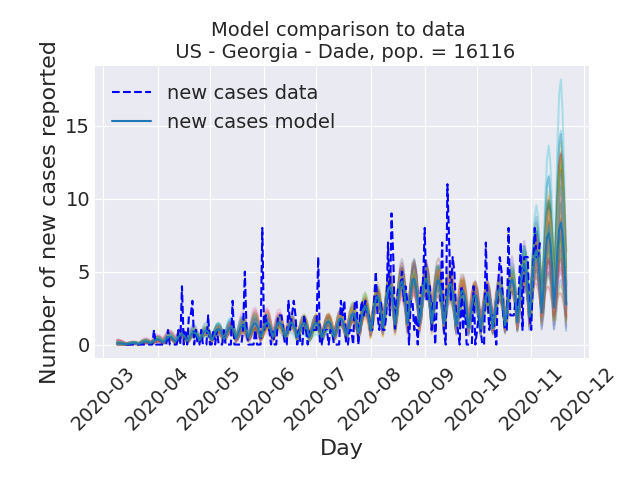 Model comparison to data
US - Georgia - Dade, pop. = 16116
new cases data
new cases model
Number of new cases reported
15
10
5
0
2020-03
2020-04
2020-05
2020-06
2020-07
2020-08
2020-09
2020-10
2020-11
2020-12
Day